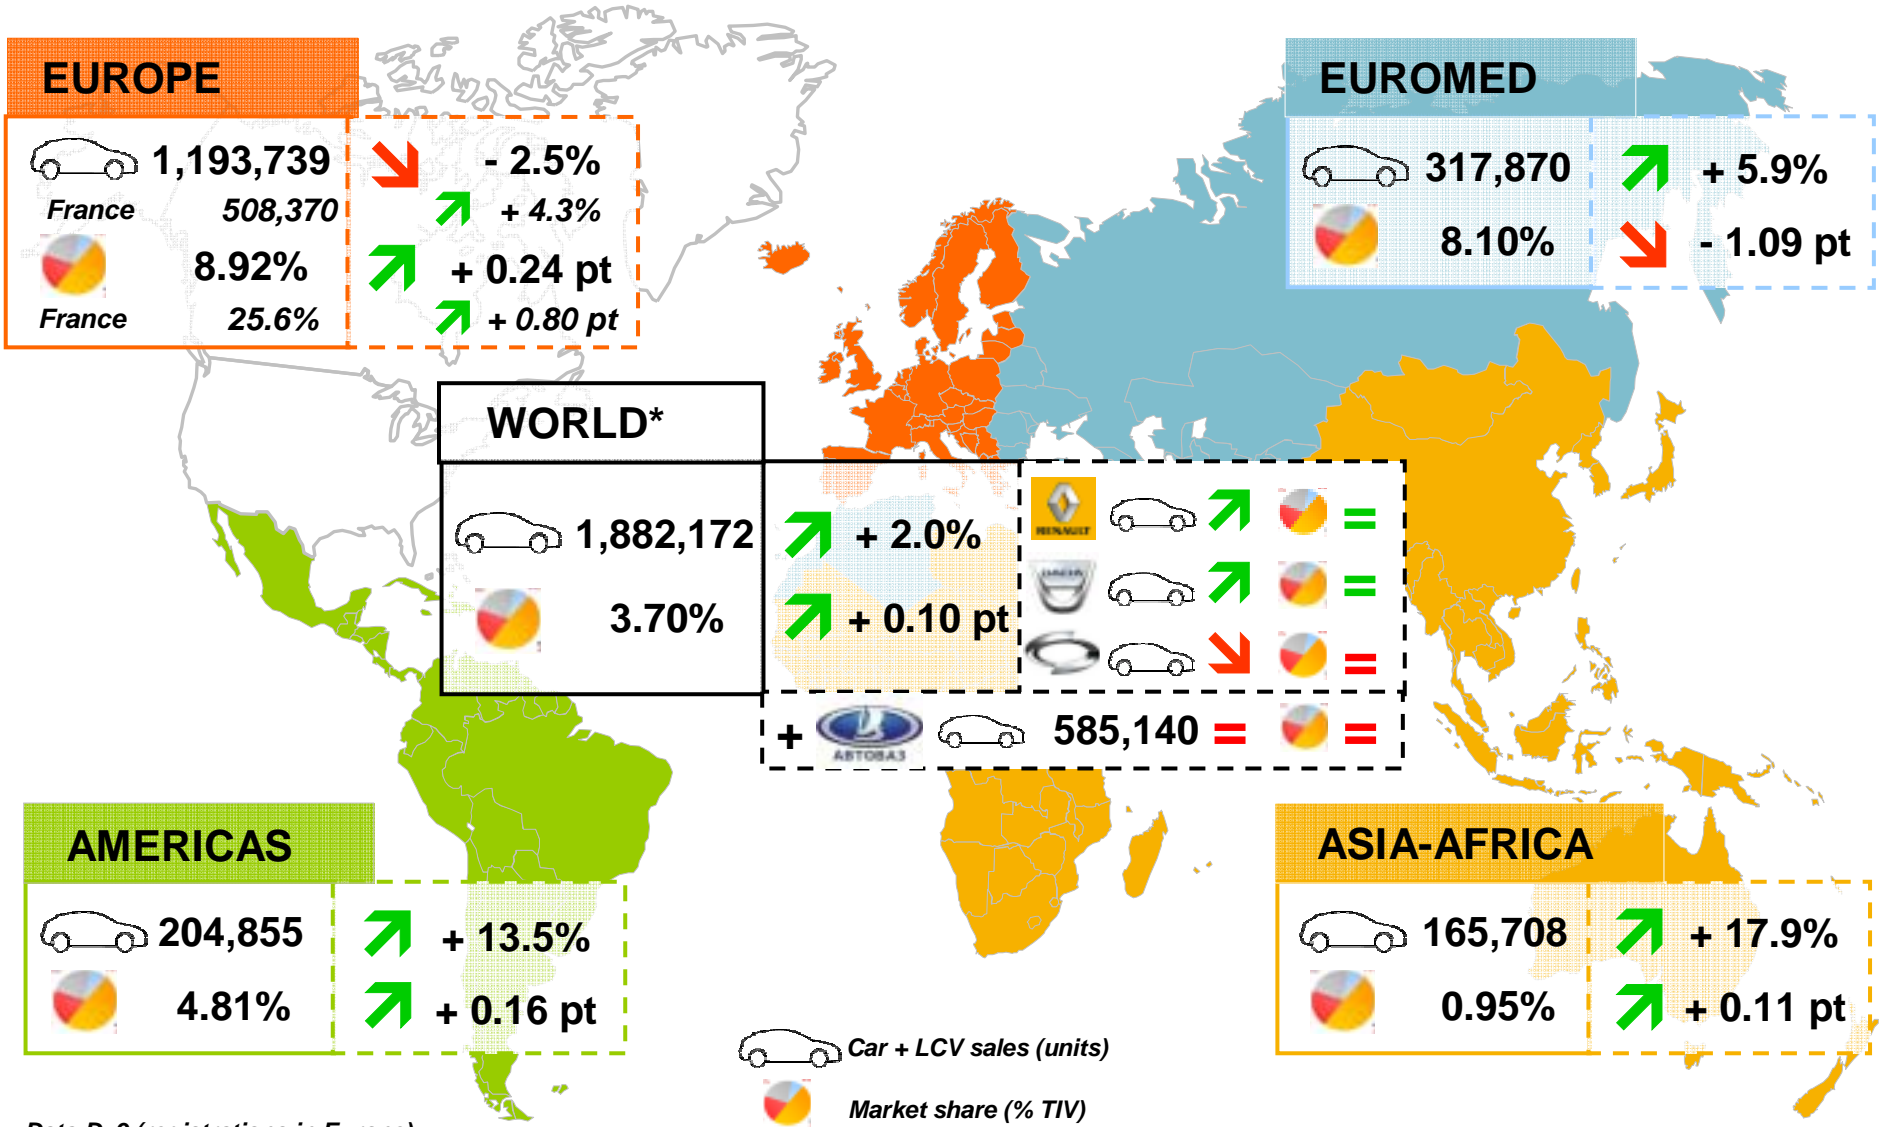 EUROPE
1,193,739 - 2.5%
France 508,370 + 4.3%
8.92% + 0.24 pt
France 25.6% + 0.80 pt
EUROMED
317,870 + 5.9%
8.10% - 1.09 pt
WORLD*
1,882,172 + 2.0%
3.70% + 0.10 pt
RENAULT =
DACIA =
=
+ АВТОВАЗ 585,140 = =
AMERICAS
204,855 + 13.5%
4.81% + 0.16 pt
ASIA-AFRICA
165,708 + 17.9%
0.95% + 0.11 pt
Car + LCV sales (units)
Market share (% TIV)